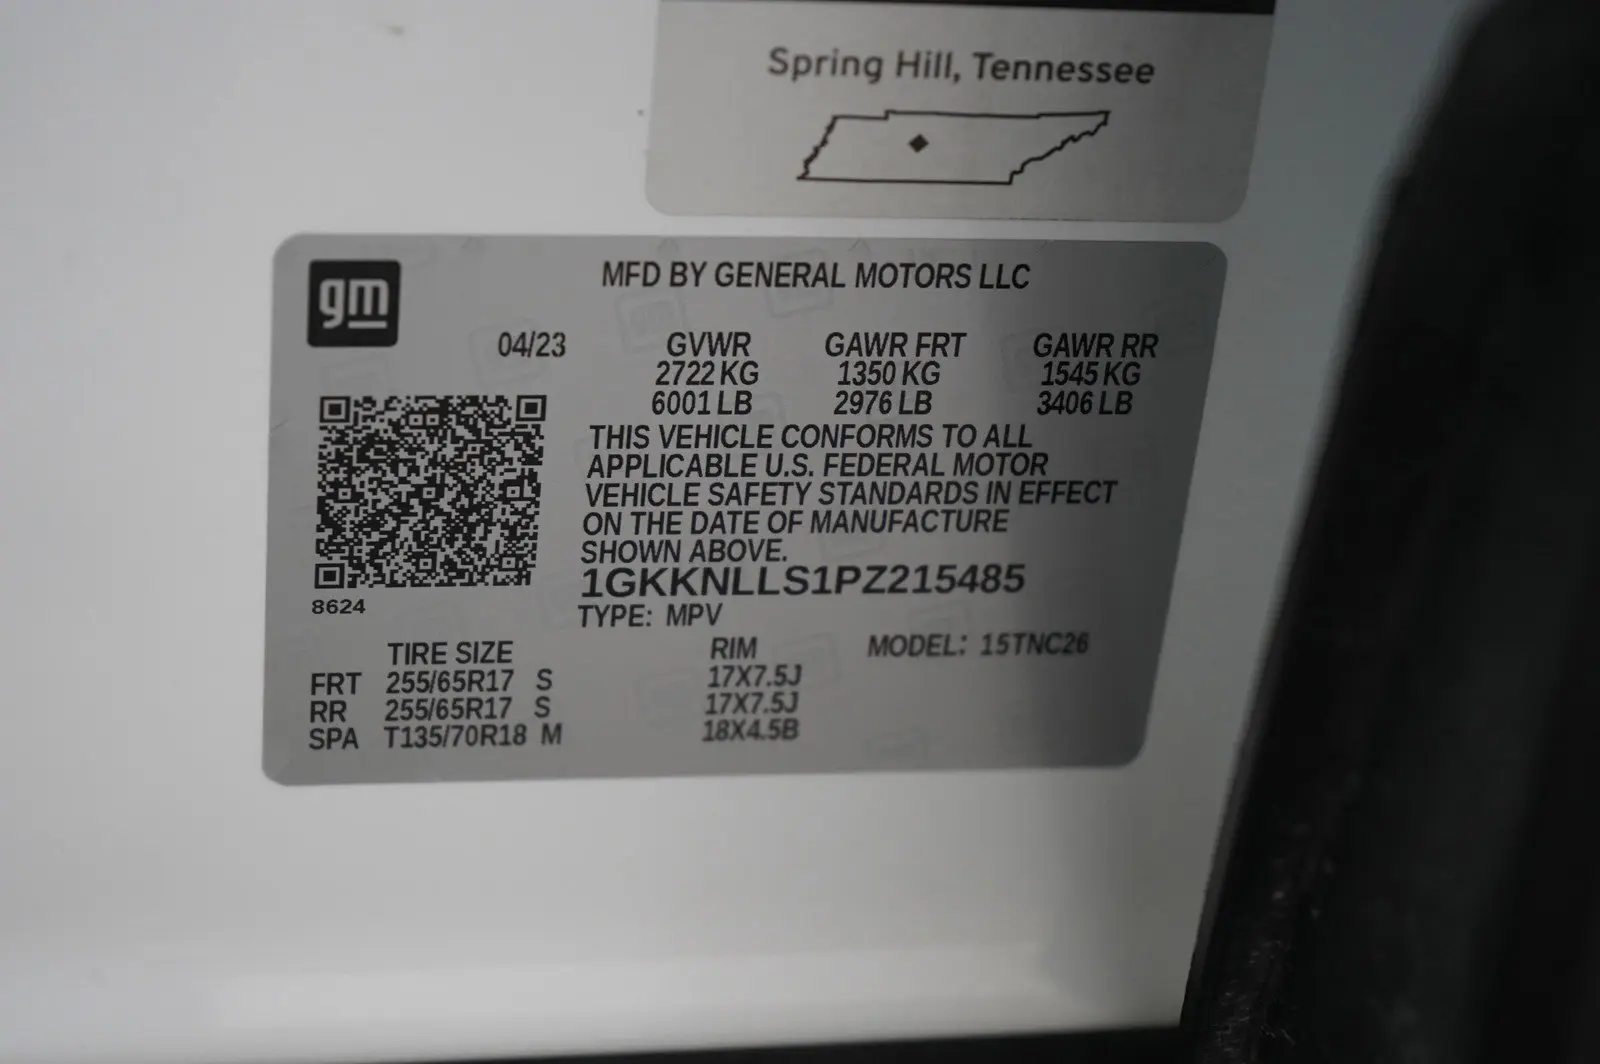 Spring Hill, Tennessee
gm
MFD BY GENERAL MOTORS LLC
04/23 GVWR GAWR FRT GAWR RR
2722 KG 1350 KG 1545 KG
6001 LB 2976 LB 3406 LB
THIS VEHICLE CONFORMS TO ALL
APPLICABLE U.S. FEDERAL MOTOR
VEHICLE SAFETY STANDARDS IN EFFECT
ON THE DATE OF MANUFACTURE
SHOWN ABOVE.
1GKKNLLS1PZ215485
8624
TYPE: MPV
TIRE SIZE RIM MODEL: 15TNC26
FRT 255/65R17 S 17X7.5J
RR 255/65R17 S 17X7.5J
SPA T135/70R18 M 18X4.5B